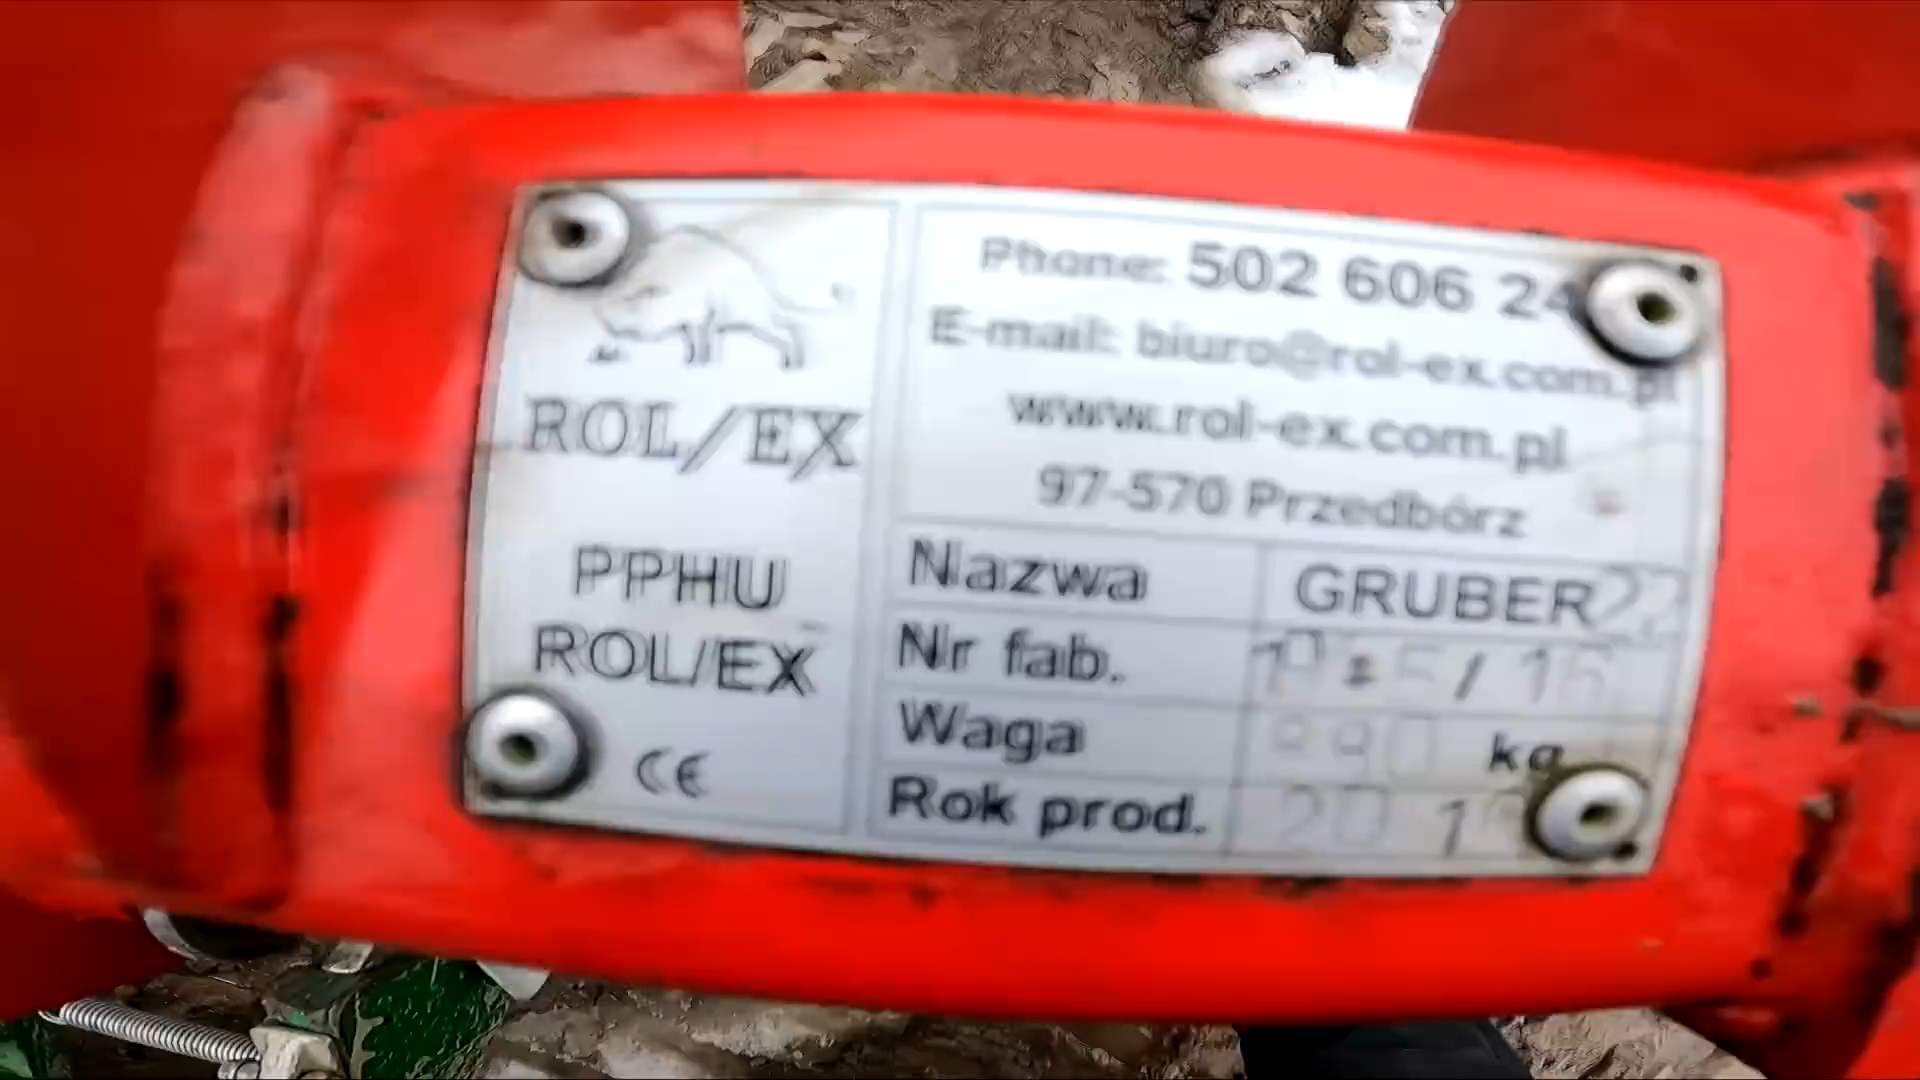 ROL/EX
PPHU
ROL/EX
CE
Phone: 502 606 24
E-mail: biuro@rol-ex.com.pl
www.rol-ex.com.pl
97-570 Przedbórz
Nazwa GRUBER
Nr fab.
Waga kg
Rok prod.